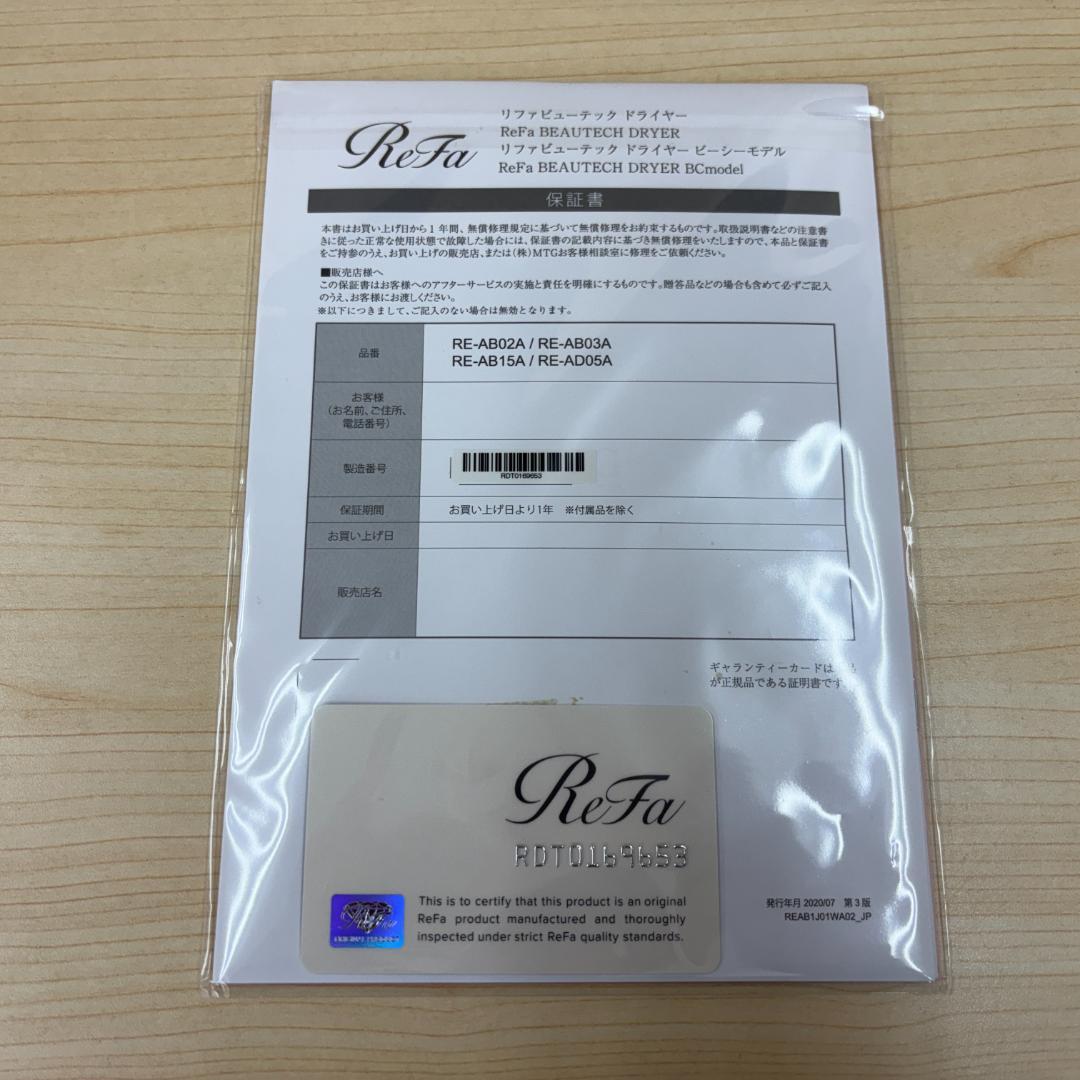 ReFa
リファビューテック ドライヤー
ReFa BEAUTECH DRYER
リファビューテック ドライヤー ビーシーモデル
ReFa BEAUTECH DRYER BCmodel
保証書
本書はお買い上げ日から1年間、無償修理規定に基づいて無償修理をお約束するものです。取扱説明書などの注意書
きに従った正常な使用状態で故障した場合には、保証書の記載内容に基づき無償修理をいたしますので、本品と保証書
をご持参のうえ、お買い上げの販売店、または(株)MTGお客様相談室に修理をご依頼ください。
■販売店様へ
この保証書はお客様へのアフターサービスの実施と責任を明確にするものです。贈答品などの場合も含めて必ずご記入
のうえ、お客様にお渡しください。
※以下につきまして、ご記入のない場合は無効となります。
品番
RE-AB02A / RE-AB03A
RE-AB15A / RE-AD05A
お客様
(お名前、ご住所、
電話番号)
製造番号
RDT0169653
保証期間
お買い上げ日より1年 ※付属品を除く
お買い上げ日
販売店名
ギャランティーカードは
が正規品である証明書です
ReFa
RDT0169653
This is to certify that this product is an original
ReFa product manufactured and thoroughly
inspected under strict ReFa quality standards.
発行年月 2020/07 第3版
REAB1J01WA02_JP